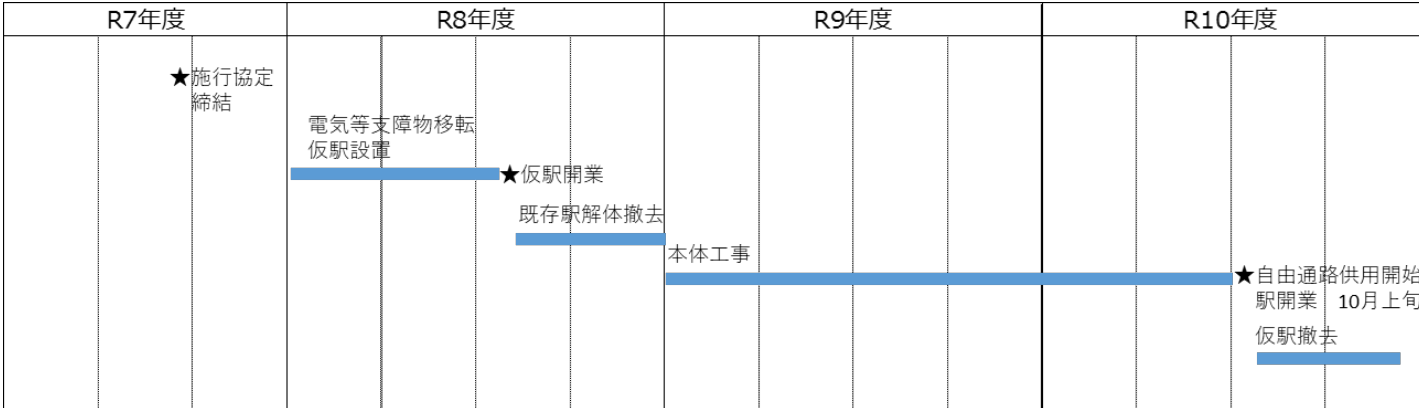 R7年度 R8年度 R9年度 R10年度
★施行協定
締結
電気等支障物移転
仮駅設置
★仮駅開業
既存駅解体撤去
本体工事
★自由通路供用開始
駅開業　10月上旬
仮駅撤去